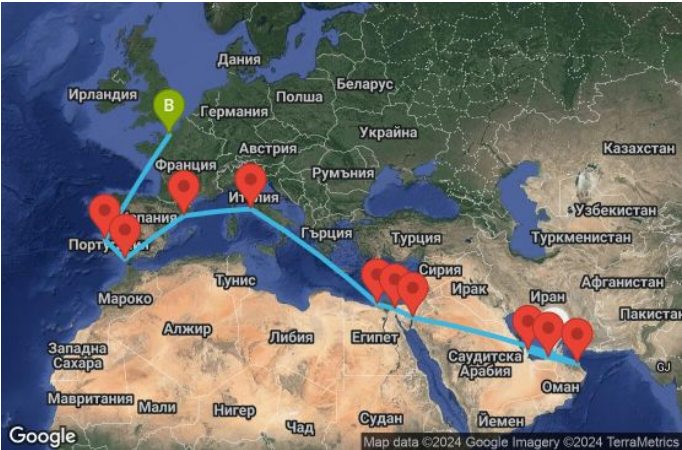 Дания
Ирландия
Беларус
Полша
B
Германия
Украйна
Австрия
Казахстан
Франция
Румъния
Италия
Узбекистан
Испания
Гърция
Турция
Туркменистан
Португалия
Сирия
Тунис
Ирак
Афганистан
Мароко
Иран
Пакистан
Алжир
Либия
Египет
Западна
Сахара
Саудитска
Арабия
GJ
Оман
Мавритания
Мали
Нигер
Судан
Йемен
Чад
Google
Map data ©2024 Google Imagery ©2024 TerraMetrics